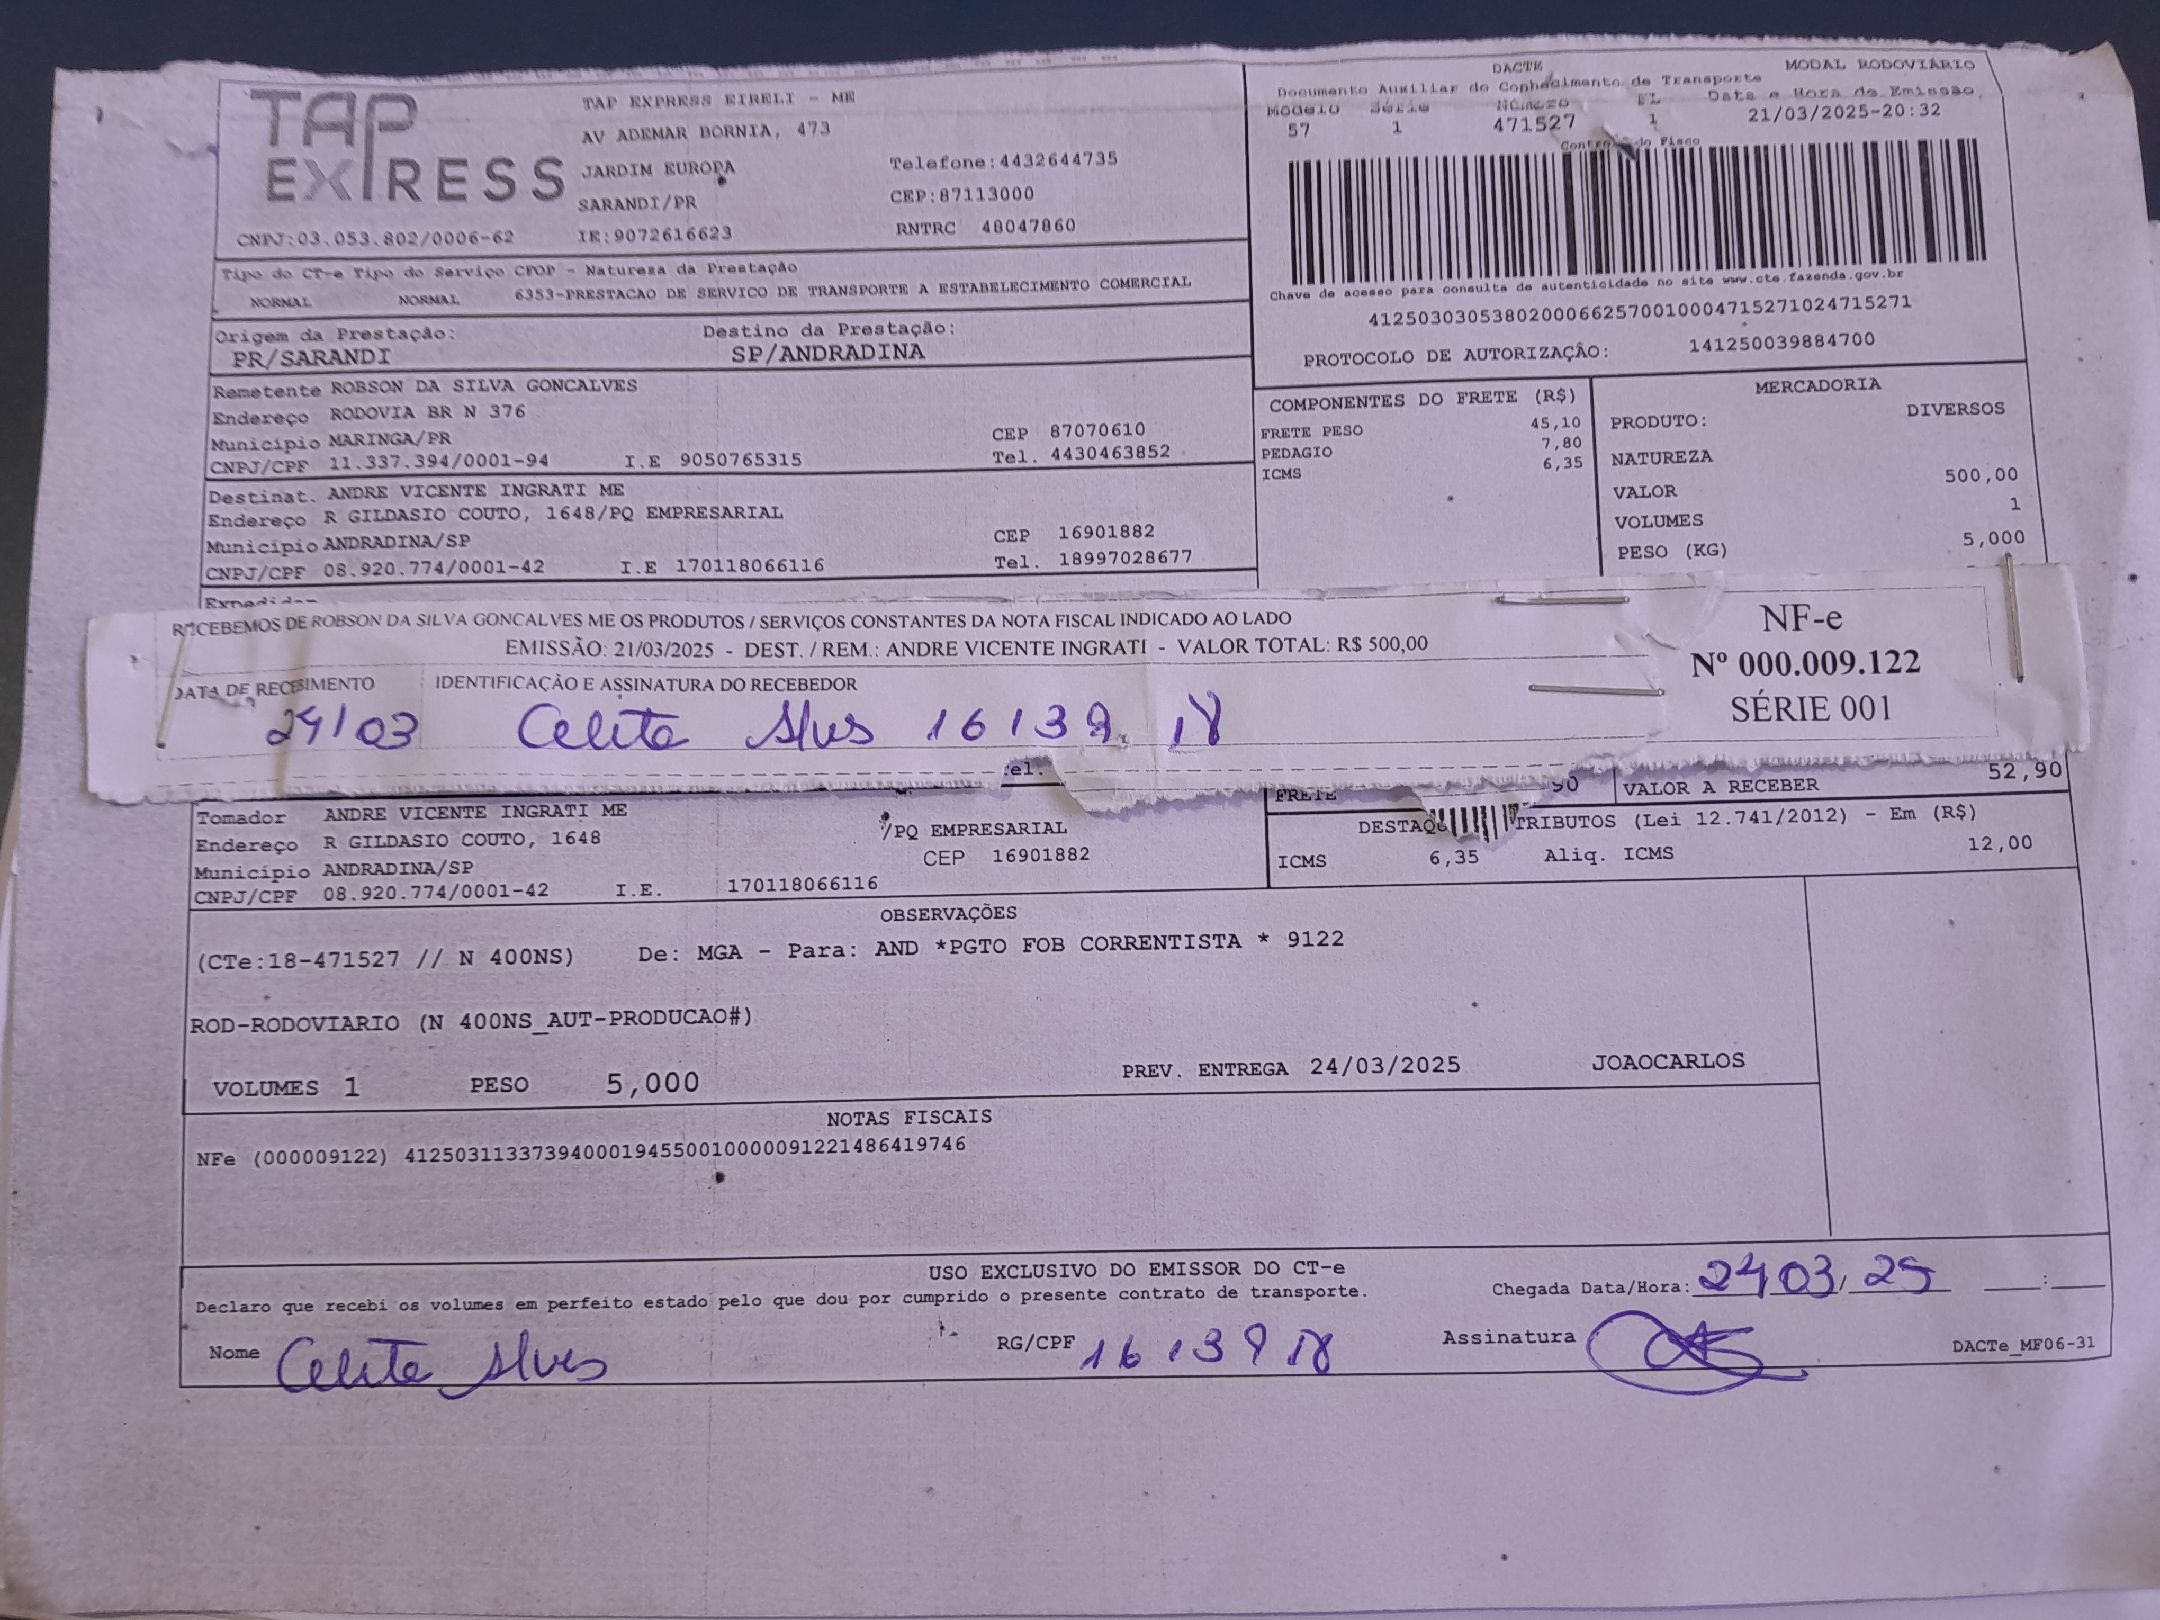 TAP EXPRESS
TAP EXPRESS EIRELI - ME
AV ADEMAR BORNIA, 473
JARDIM EUROPA
Telefone:4432644735
SARANDI/PR
CEP:87113000
CNPJ:03.053.802/0006-62 IE:9072616623 RNTRC 48047860
DACTE MODAL RODOVIÁRIO
Documento Auxiliar do Conhecimento de Transporte
Modelo Série Número FL Data e Hora de Emissão
57 1 471527 1 21/03/2025-20:32
do Fisco
Chave de acesso para consulta de autenticidade no site www.cte.fazenda.gov.br
41250303053802000662570010004715271024715271
PROTOCOLO DE AUTORIZAÇÃO: 141250039884700
Tipo do CT-e Tipo do Serviço CFOP - Natureza da Prestação
NORMAL NORMAL 6353-PRESTACAO DE SERVICO DE TRANSPORTE A ESTABELECIMENTO COMERCIAL
Origem da Prestação: Destino da Prestação:
PR/SARANDI SP/ANDRADINA
Remetente ROBSON DA SILVA GONCALVES
Endereço RODOVIA BR N 376
Município MARINGA/PR CEP 87070610
CNPJ/CPF 11.337.394/0001-94 I.E 9050765315 Tel. 4430463852
Destinat. ANDRE VICENTE INGRATI ME
Endereço R GILDASIO COUTO, 1648/PQ EMPRESARIAL
Município ANDRADINA/SP CEP 16901882
CNPJ/CPF 08.920.774/0001-42 I.E 170118066116 Tel. 18997028677
COMPONENTES DO FRETE (R$)
FRETE PESO 45,10
PEDAGIO 7,80
ICMS 6,35
MERCADORIA
PRODUTO: DIVERSOS
NATUREZA
VALOR 500,00
VOLUMES 1
PESO (KG) 5,000
RECEBEMOS DE ROBSON DA SILVA GONCALVES ME OS PRODUTOS / SERVIÇOS CONSTANTES DA NOTA FISCAL INDICADO AO LADO
EMISSÃO: 21/03/2025 - DEST. / REM.: ANDRE VICENTE INGRATI - VALOR TOTAL: R$ 500,00
DATA DE RECEBIMENTO IDENTIFICAÇÃO E ASSINATURA DO RECEBEDOR
24/03 Celite Alves 16139.18
NF-e
Nº 000.009.122
SÉRIE 001
FRETE 90 VALOR A RECEBER 52,90
Tomador ANDRE VICENTE INGRATI ME
Endereço R GILDASIO COUTO, 1648 /PQ EMPRESARIAL
Município ANDRADINA/SP CEP 16901882
CNPJ/CPF 08.920.774/0001-42 I.E. 170118066116
TRIBUTOS (Lei 12.741/2012) - Em (R$)
ICMS 6,35 Aliq. ICMS 12,00
OBSERVAÇÕES
(CTe:18-471527 // N 400NS) De: MGA - Para: AND *PGTO FOB CORRENTISTA * 9122
ROD-RODOVIARIO (N 400NS_AUT-PRODUCAO#)
VOLUMES 1 PESO 5,000 PREV. ENTREGA 24/03/2025 JOAOCARLOS
NOTAS FISCAIS
NFe (000009122) 41250311337394000194550010000091221486419746
USO EXCLUSIVO DO EMISSOR DO CT-e
Declaro que recebi os volumes em perfeito estado pelo que dou por cumprido o presente contrato de transporte.
Chegada Data/Hora: 24/03/25 __:__
Nome Celite Alves RG/CPF 16139 18 Assinatura
DACTe_MF06-31